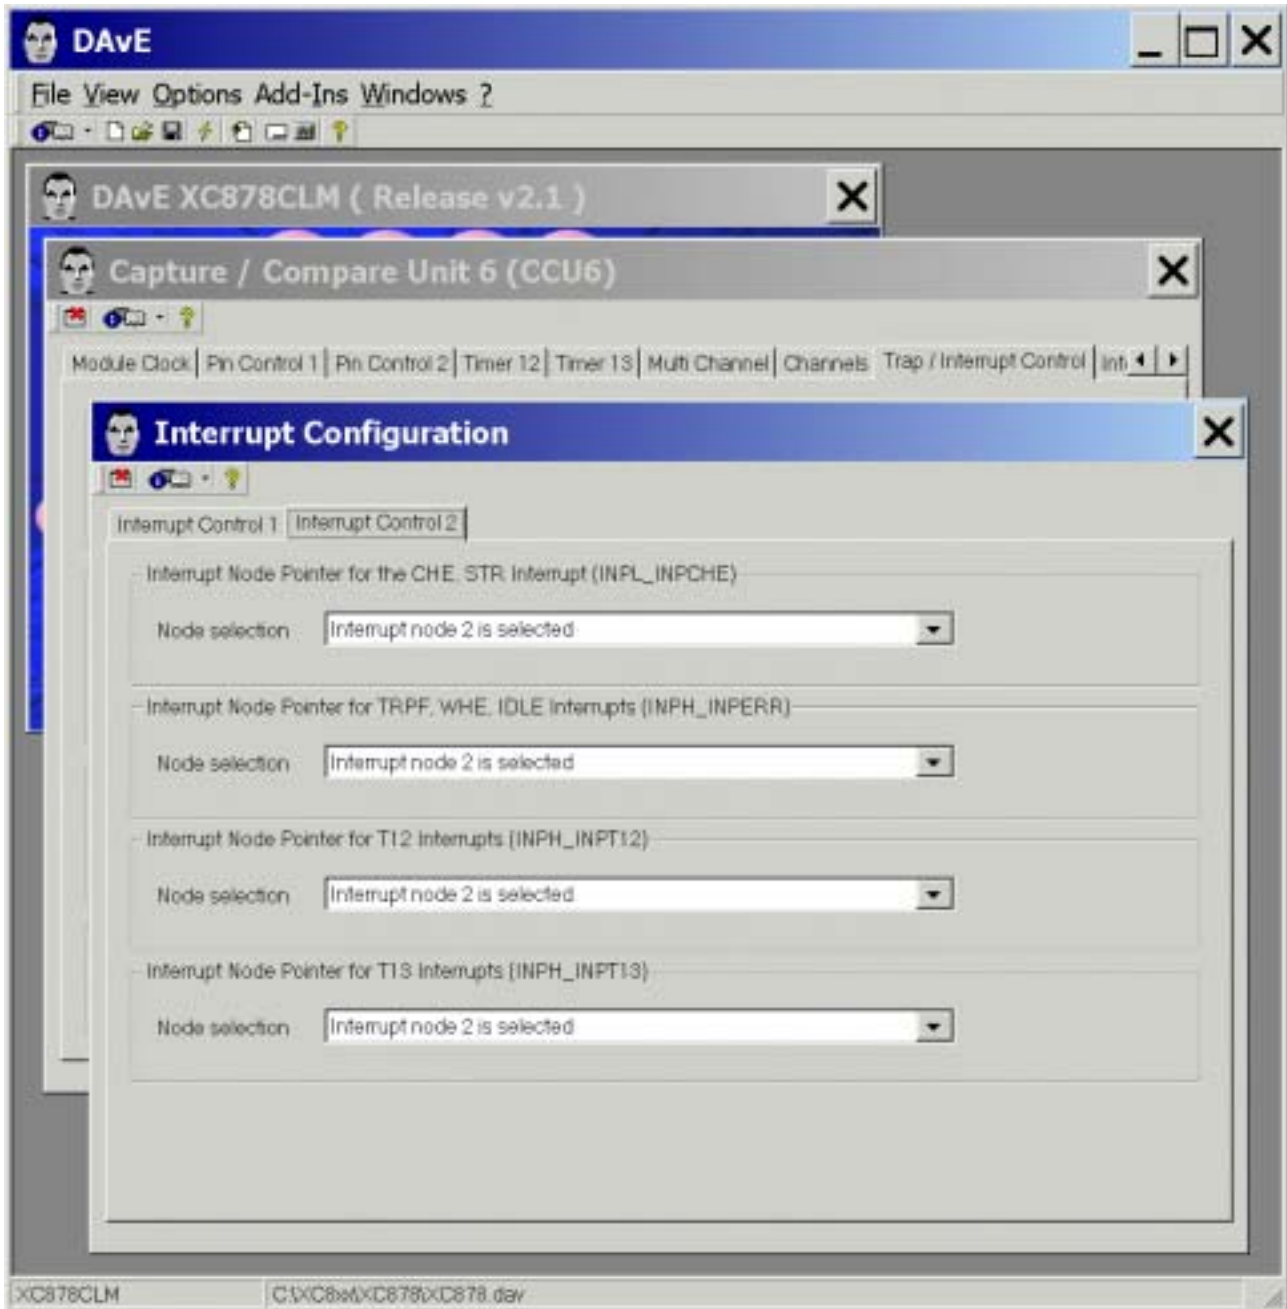 DAvE
File View Options Add-Ins Windows ?
DAvE XC878CLM ( Release v2.1 )
Capture / Compare Unit 6 (CCU6)
Module Clock Pin Control 1 Pin Control 2 Timer 12 Timer 13 Multi Channel Channels Trap / Interrupt Control Int
Interrupt Configuration
Interrupt Control 1 Interrupt Control 2
Interrupt Node Pointer for the CHE, STR Interrupt (INPL_INPCHE)
Node selection Interrupt node 2 is selected
Interrupt Node Pointer for TRPF, WHE, IDLE Interrupts (INPH_INPERR)
Node selection Interrupt node 2 is selected
Interrupt Node Pointer for T12 Interrupts (INPH_INPT12)
Node selection Interrupt node 2 is selected
Interrupt Node Pointer for T13 Interrupts (INPH_INPT13)
Node selection Interrupt node 2 is selected
XC878CLM C:\XC8xx\XC878\XC878.dav